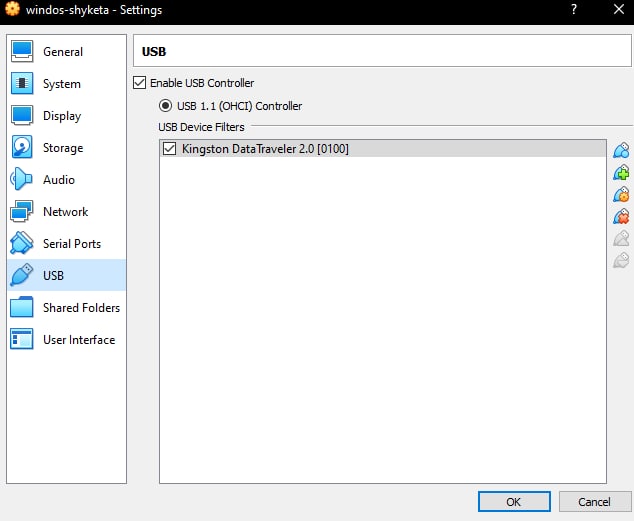 windos-shyketa - Settings
?
General
System
Display
Storage
Audio
Network
Serial Ports
USB
Shared Folders
User Interface
USB
Enable USB Controller
USB 1.1 (OHCI) Controller
USB Device Filters
Kingston DataTraveler 2.0 [0100]
OK
Cancel